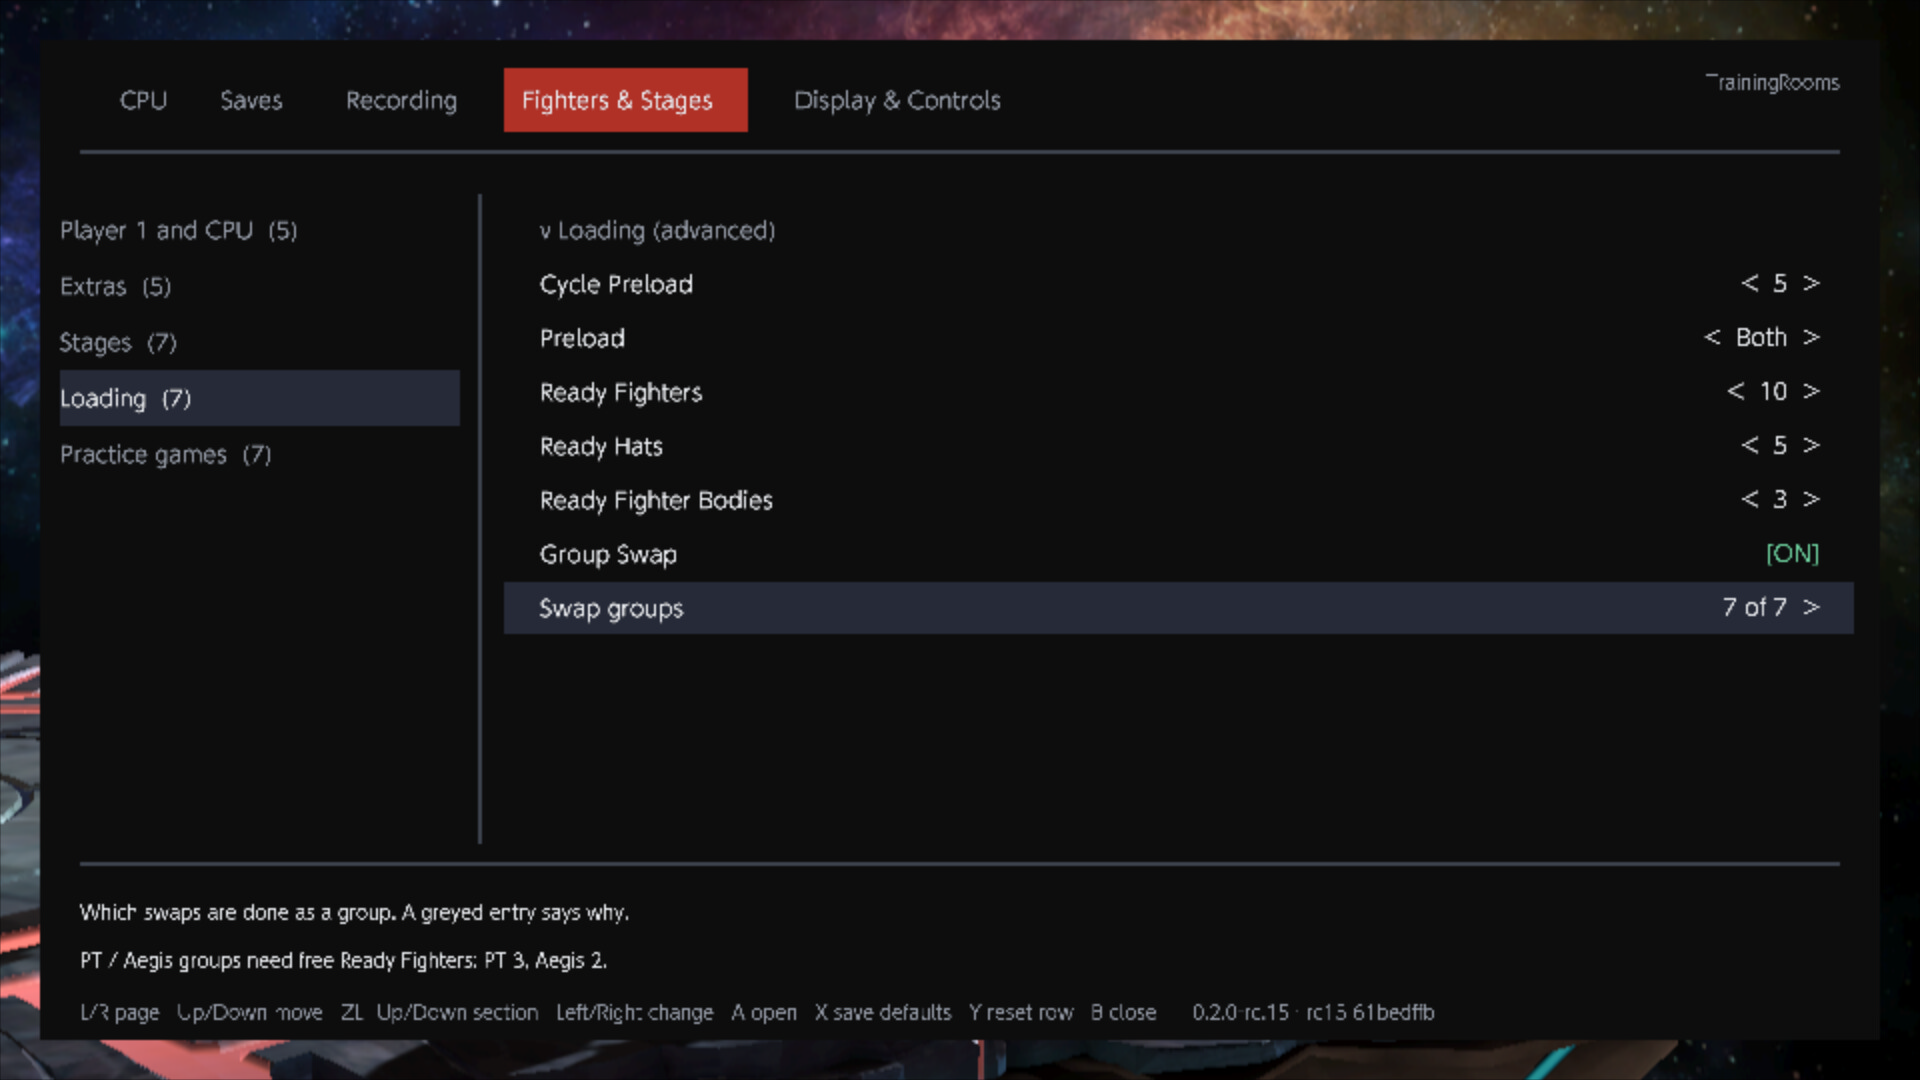 CPU Saves Recording Fighters & Stages Display & Controls
TrainingRooms
Player 1 and CPU (5)
Extras (5)
Stages (7)
Loading (7)
Practice games (7)
v Loading (advanced)
Cycle Preload < 5 >
Preload < Both >
Ready Fighters < 10 >
Ready Hats < 5 >
Ready Fighter Bodies < 3 >
Group Swap [ON]
Swap groups 7 of 7 >
Which swaps are done as a group. A greyed entry says why.
PT / Aegis groups need free Ready Fighters: PT 3, Aegis 2.
L/R page Up/Down move ZL Up/Down section Left/Right change A open X save defaults Y reset row B close 0.2.0-rc.15 · rc15 61bedffb